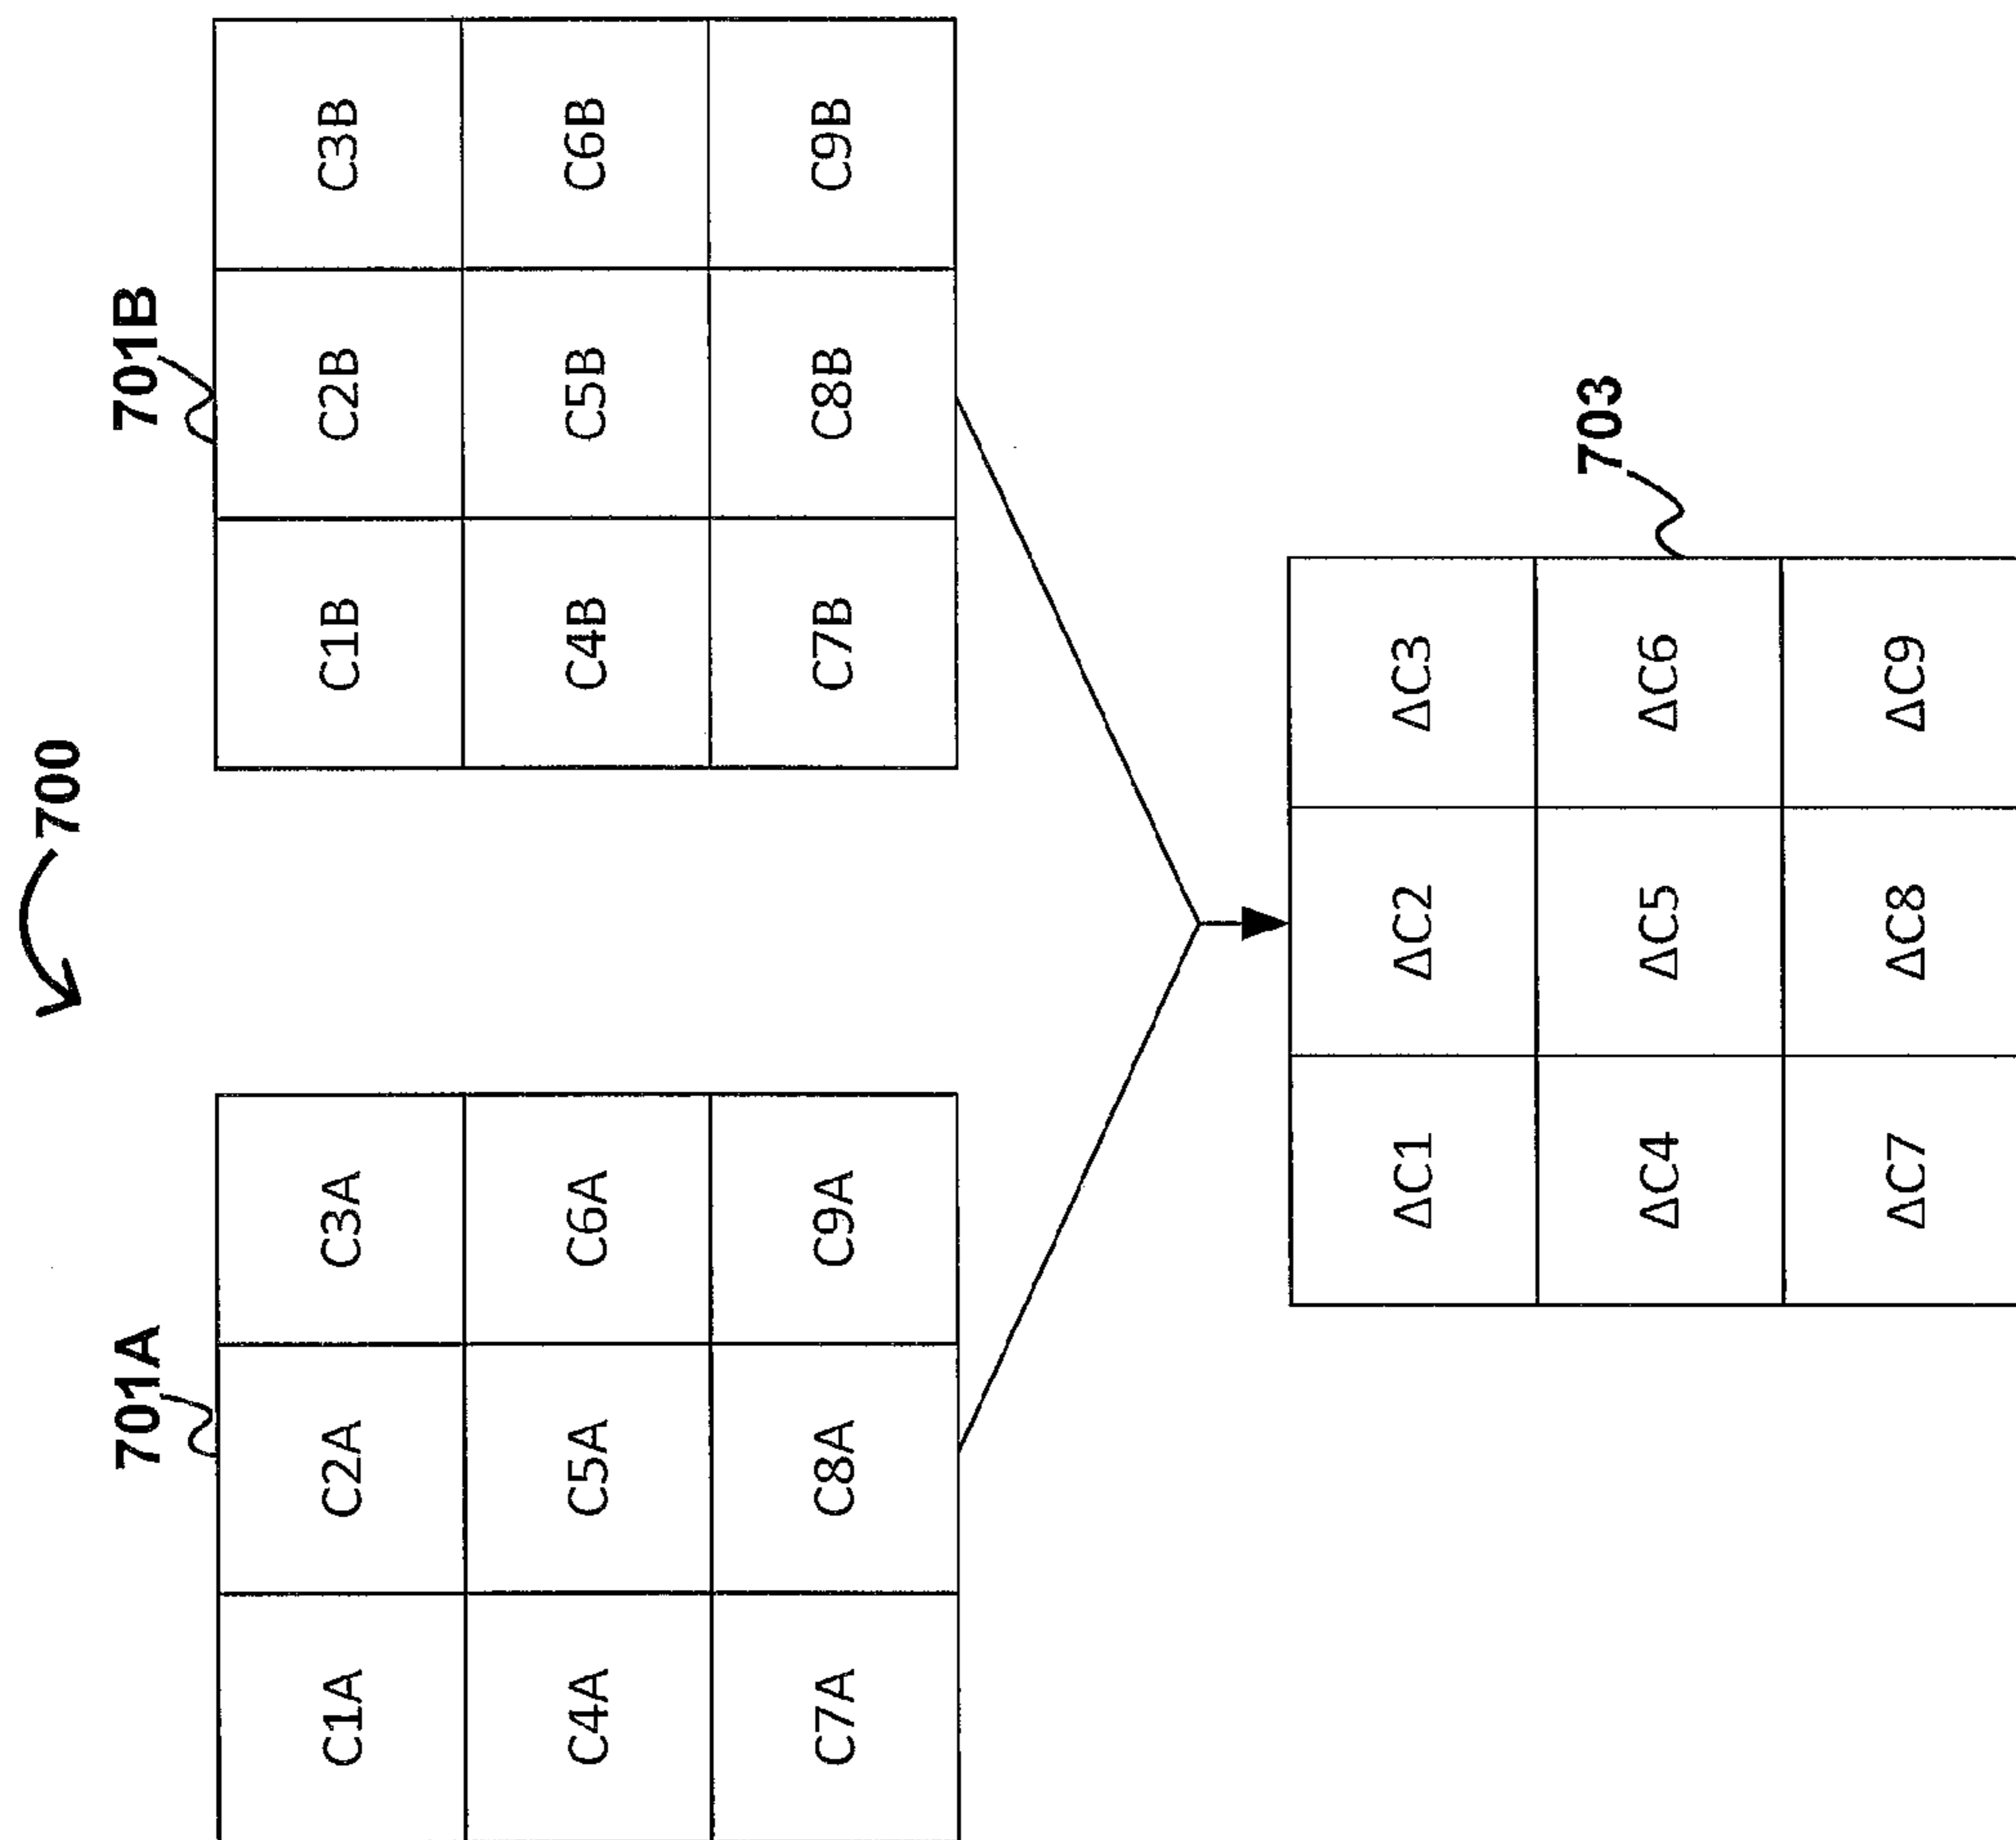 700
701A
701B
C1A C2A C3A
C4A C5A C6A
C7A C8A C9A
C1B C2B C3B
C4B C5B C6B
C7B C8B C9B
703
ΔC1 ΔC2 ΔC3
ΔC4 ΔC5 ΔC6
ΔC7 ΔC8 ΔC9